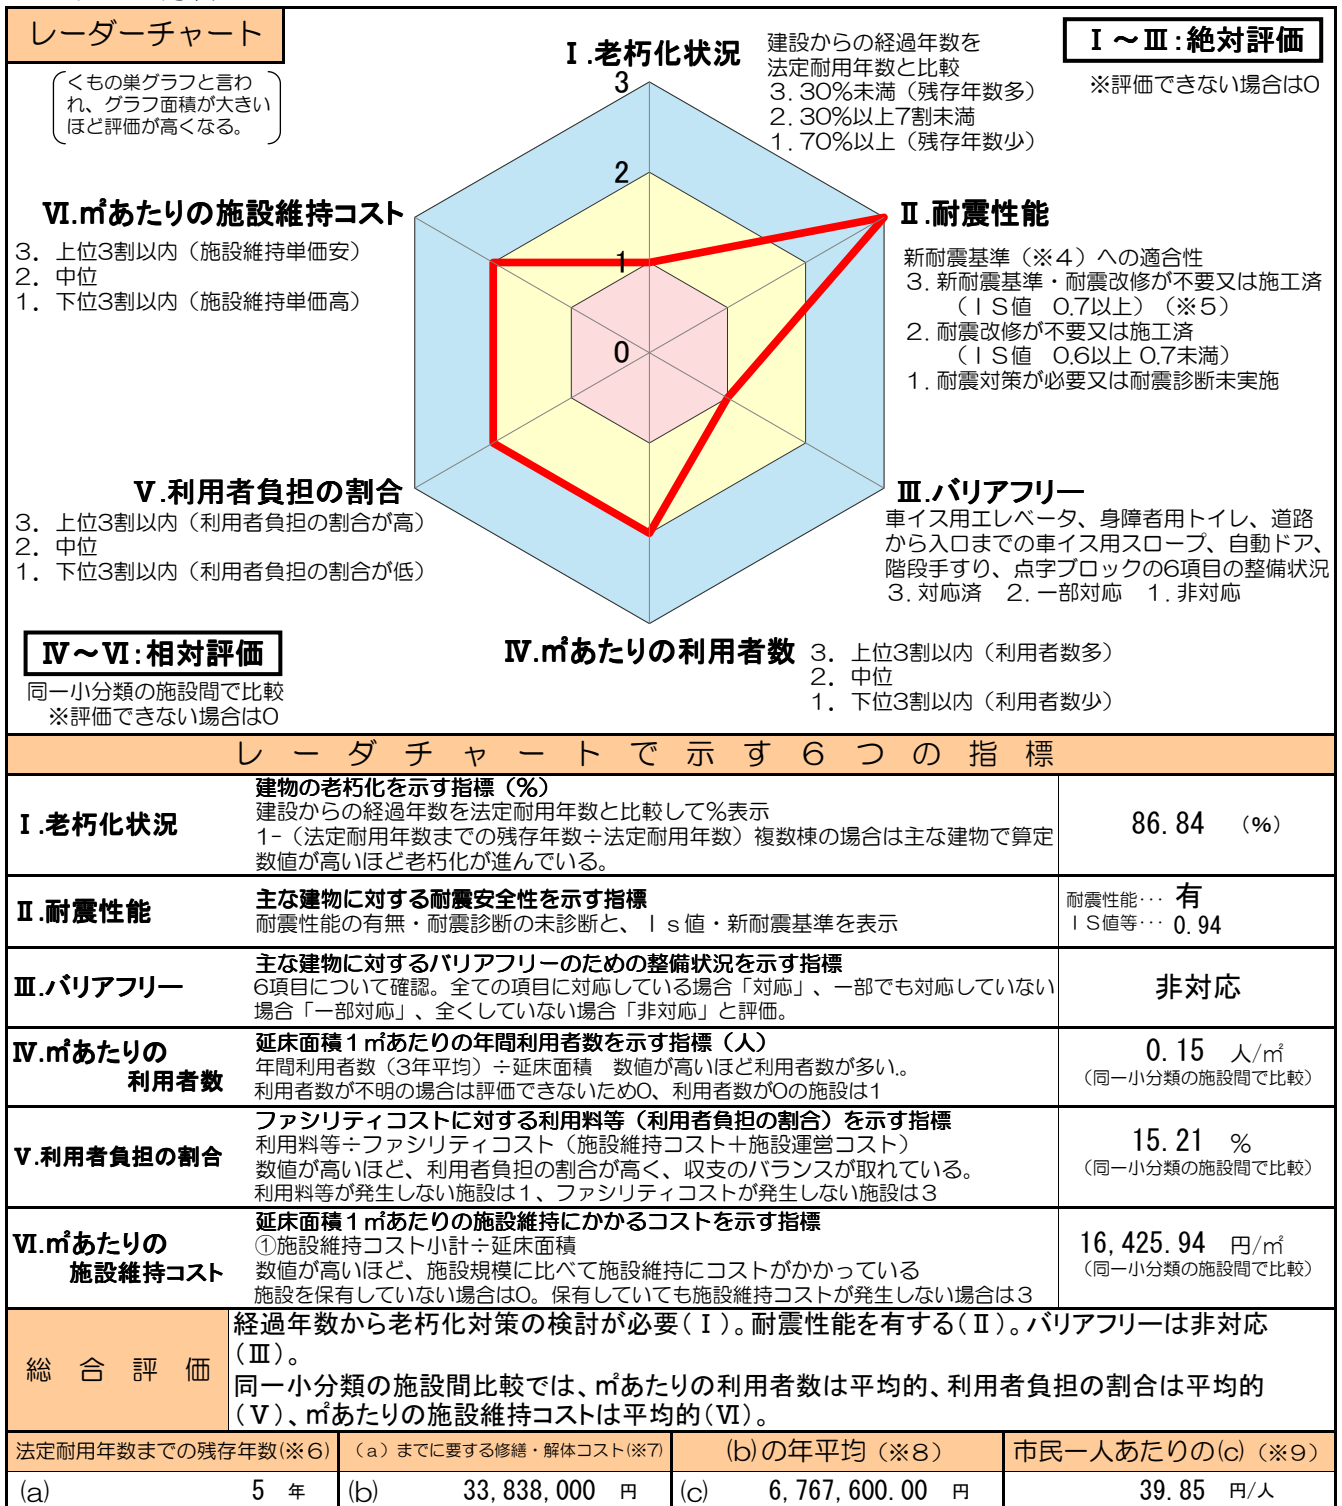 レーダーチャート
くもの巣グラフと言わ
れ、グラフ面積が大きい
ほど評価が高くなる。
Ⅰ～Ⅲ:絶対評価
※評価できない場合は0
Ⅰ.老朽化状況
建設からの経過年数を
法定耐用年数と比較
3. 30%未満（残存年数多）
2. 30%以上7割未満
1. 70%以上（残存年数少）
3
2
1
0
Ⅱ.耐震性能
新耐震基準（※4）への適合性
3. 新耐震基準・耐震改修が不要又は施工済
（ＩＳ値　0.7以上）（※5）
2. 耐震改修が不要又は施工済
（ＩＳ値　0.6以上 0.7未満）
1. 耐震対策が必要又は耐震診断未実施
Ⅵ.㎡あたりの施設維持コスト
3. 上位3割以内（施設維持単価安）
2. 中位
1. 下位3割以内（施設維持単価高）
Ⅴ.利用者負担の割合
3. 上位3割以内（利用者負担の割合が高）
2. 中位
1. 下位3割以内（利用者負担の割合が低）
Ⅲ.バリアフリー
車イス用エレベータ、身障者用トイレ、道路
から入口までの車イス用スロープ、自動ドア、
階段手すり、点字ブロックの6項目の整備状況
3. 対応済　2. 一部対応　1. 非対応
Ⅳ～Ⅵ:相対評価
同一小分類の施設間で比較
※評価できない場合は0
Ⅳ.㎡あたりの利用者数
3. 上位3割以内（利用者数多）
2. 中位
1. 下位3割以内（利用者数少）
レーダチャートで示す6つの指標
Ⅰ.老朽化状況
建物の老朽化を示す指標（%）
建設からの経過年数を法定耐用年数と比較して%表示
1-（法定耐用年数までの残存年数÷法定耐用年数）複数棟の場合は主な建物で算定
数値が高いほど老朽化が進んでいる。
86.84　（%）
Ⅱ.耐震性能
主な建物に対する耐震安全性を示す指標
耐震性能の有無・耐震診断の未診断と、Ｉｓ値・新耐震基準を表示
耐震性能…　有
ＩＳ値等…　0.94
Ⅲ.バリアフリー
主な建物に対するバリアフリーのための整備状況を示す指標
6項目について確認。全ての項目に対応している場合「対応」、一部でも対応していない
場合「一部対応」、全くしていない場合「非対応」と評価。
非対応
Ⅳ.㎡あたりの
利用者数
延床面積１㎡あたりの年間利用者数を示す指標（人）
年間利用者数（3年平均）÷延床面積　数値が高いほど利用者数が多い。
利用者数が不明の場合は評価できないため0、利用者数が0の施設は1
0.15　人/㎡
（同一小分類の施設間で比較）
Ⅴ.利用者負担の割合
ファシリティコストに対する利用料等（利用者負担の割合）を示す指標
利用料等÷ファシリティコスト（施設維持コスト＋施設運営コスト）
数値が高いほど、利用者負担の割合が高く、収支のバランスが取れている。
利用料等が発生しない施設は１、ファシリティコストが発生しない施設は３
15.21　%
（同一小分類の施設間で比較）
Ⅵ.㎡あたりの
施設維持コスト
延床面積１㎡あたりの施設維持にかかるコストを示す指標
①施設維持コスト小計÷延床面積
数値が高いほど、施設規模に比べて施設維持にコストがかかっている
施設を保有していない場合は0。保有していても施設維持コストが発生しない場合は３
16,425.94　円/㎡
（同一小分類の施設間で比較）
総合評価
経過年数から老朽化対策の検討が必要(Ⅰ)。耐震性能を有する(Ⅱ)。バリアフリーは非対応
(Ⅲ)。
同一小分類の施設間比較では、㎡あたりの利用者数は平均的、利用者負担の割合は平均的
(Ⅴ)、㎡あたりの施設維持コストは平均的(Ⅵ)。
法定耐用年数までの残存年数(※6)
（a）までに要する修繕・解体コスト(※7)
(b)の年平均（※8）
市民一人あたりの(c)（※9）
(a)　5　年
(b)　33,838,000　円
(c)　6,767,600.00　円
39.85　円/人